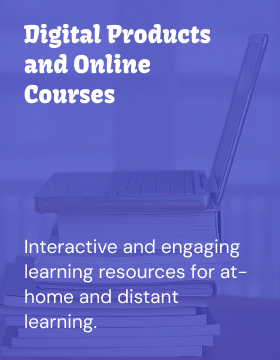 Digital Products
and Online
Courses
Interactive and engaging
learning resources for at-
home and distant
learning.